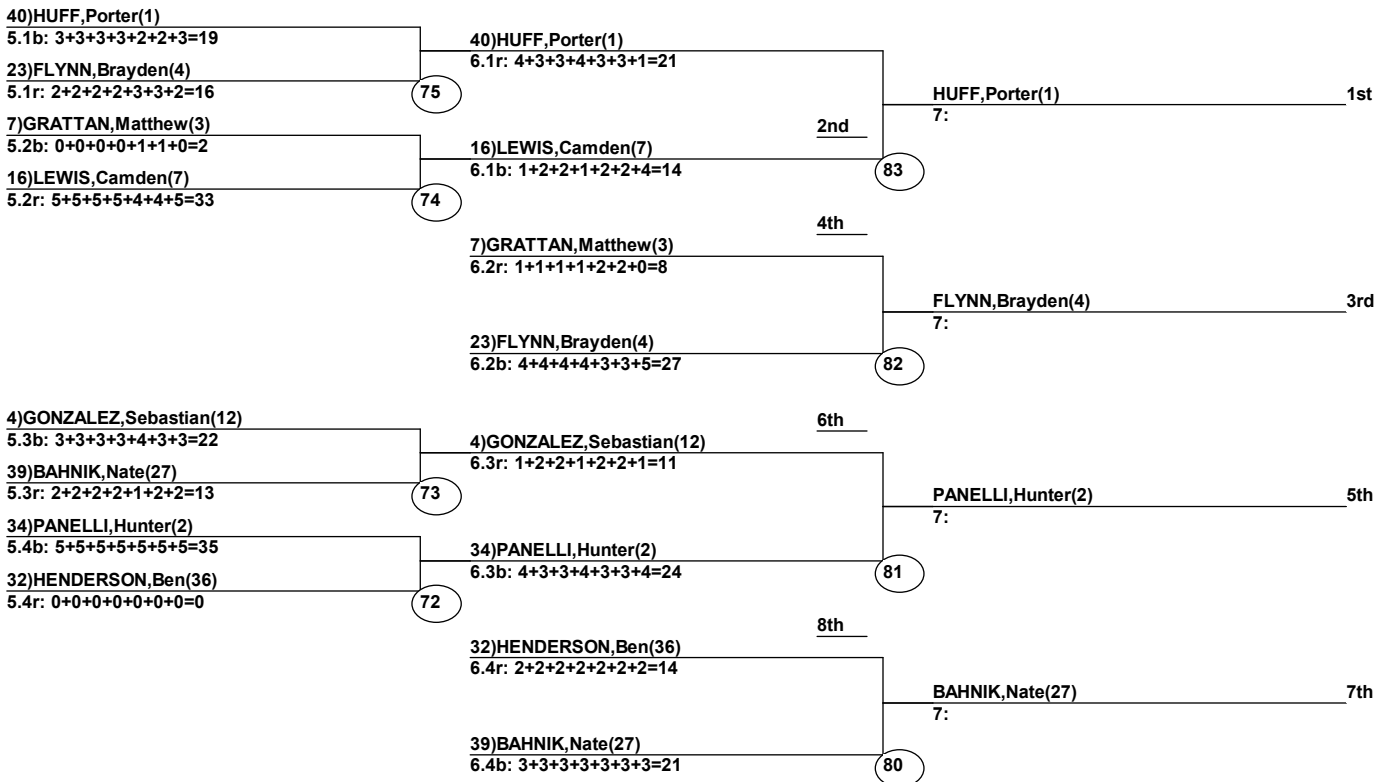 40)HUFF,Porter(1)
5.1b: 3+3+3+3+2+2+3=19
23)FLYNN,Brayden(4)
5.1r: 2+2+2+2+3+3+2=16
75
7)GRATTAN,Matthew(3)
5.2b: 0+0+0+0+1+1+0=2
16)LEWIS,Camden(7)
5.2r: 5+5+5+5+4+4+5=33
74
40)HUFF,Porter(1)
6.1r: 4+3+3+4+3+3+1=21
2nd
16)LEWIS,Camden(7)
6.1b: 1+2+2+1+2+2+4=14
83
HUFF,Porter(1)
1st
7:
4th
7)GRATTAN,Matthew(3)
6.2r: 1+1+1+1+2+2+0=8
23)FLYNN,Brayden(4)
6.2b: 4+4+4+4+3+3+5=27
82
FLYNN,Brayden(4)
3rd
7:
4)GONZALEZ,Sebastian(12)
5.3b: 3+3+3+3+4+3+3=22
39)BAHNIK,Nate(27)
5.3r: 2+2+2+2+1+2+2=13
73
34)PANELLI,Hunter(2)
5.4b: 5+5+5+5+5+5+5=35
32)HENDERSON,Ben(36)
5.4r: 0+0+0+0+0+0+0=0
72
6th
4)GONZALEZ,Sebastian(12)
6.3r: 1+2+2+1+2+2+1=11
34)PANELLI,Hunter(2)
6.3b: 4+3+3+4+3+3+4=24
81
PANELLI,Hunter(2)
5th
7:
8th
32)HENDERSON,Ben(36)
6.4r: 2+2+2+2+2+2+2=14
39)BAHNIK,Nate(27)
6.4b: 3+3+3+3+3+3+3=21
80
BAHNIK,Nate(27)
7th
7: